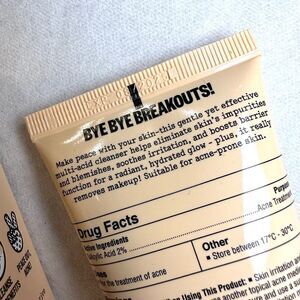 BYE BYE BREAKOUTS!
Make peace with your skin-this gentle yet effective
multi-acid cleanser helps eliminate skin's impurities
and blemishes, soothes irritation, and boosts barrier
function for a radiant, hydrated glow - plus, it really
removes makeup! Suitable for acne-prone skin.
Drug Facts
Active Ingredients
Salicylic Acid 2%
Purpose
Acne Treatment
Other
■ Store between 17°C - 30°C
the treatment of acne
Using This Product: ■ Skin irritation and
another topical acne